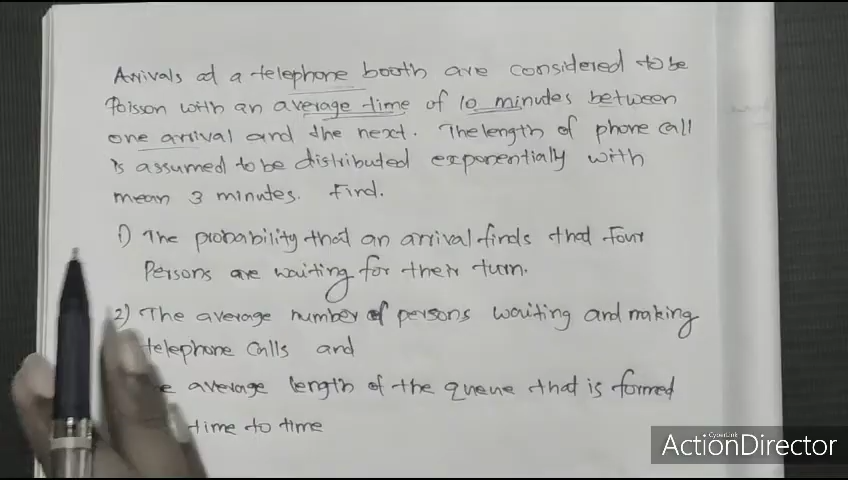 Arrivals at a telephone booth are considered to be
Poisson with an average time of 10 minutes between
one arrival and the next. The length of phone call
is assumed to be distributed exponentially with
mean 3 minutes. Find.
1) The probability that an arrival finds that Four
Persons are waiting for their turn.
2) The average number of persons waiting and making
telephone calls and
average length of the queue that is formed
time to time
CyberLink
ActionDirector